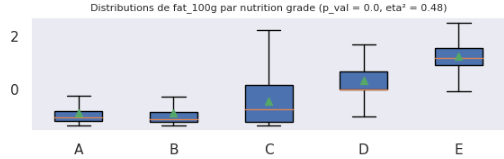 Distributions de fat_100g par nutrition grade (p_val = 0.0, eta² = 0.48)
2
0
A B C D E